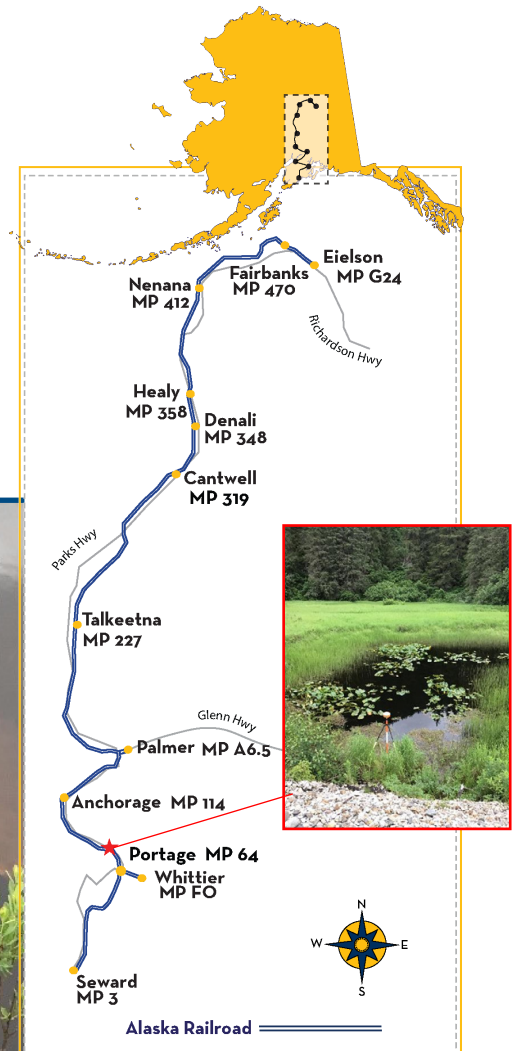 Eielson
MP G24
Fairbanks
MP 470
Nenana
MP 412
Richardson Hwy
Healy
MP 358
Denali
MP 348
Cantwell
MP 319
Parks Hwy
Talkeetna
MP 227
Glenn Hwy
Palmer MP A6.5
Anchorage MP 114
Portage MP 64
Whittier
MP FO
N
W E
S
Seward
MP 3
Alaska Railroad